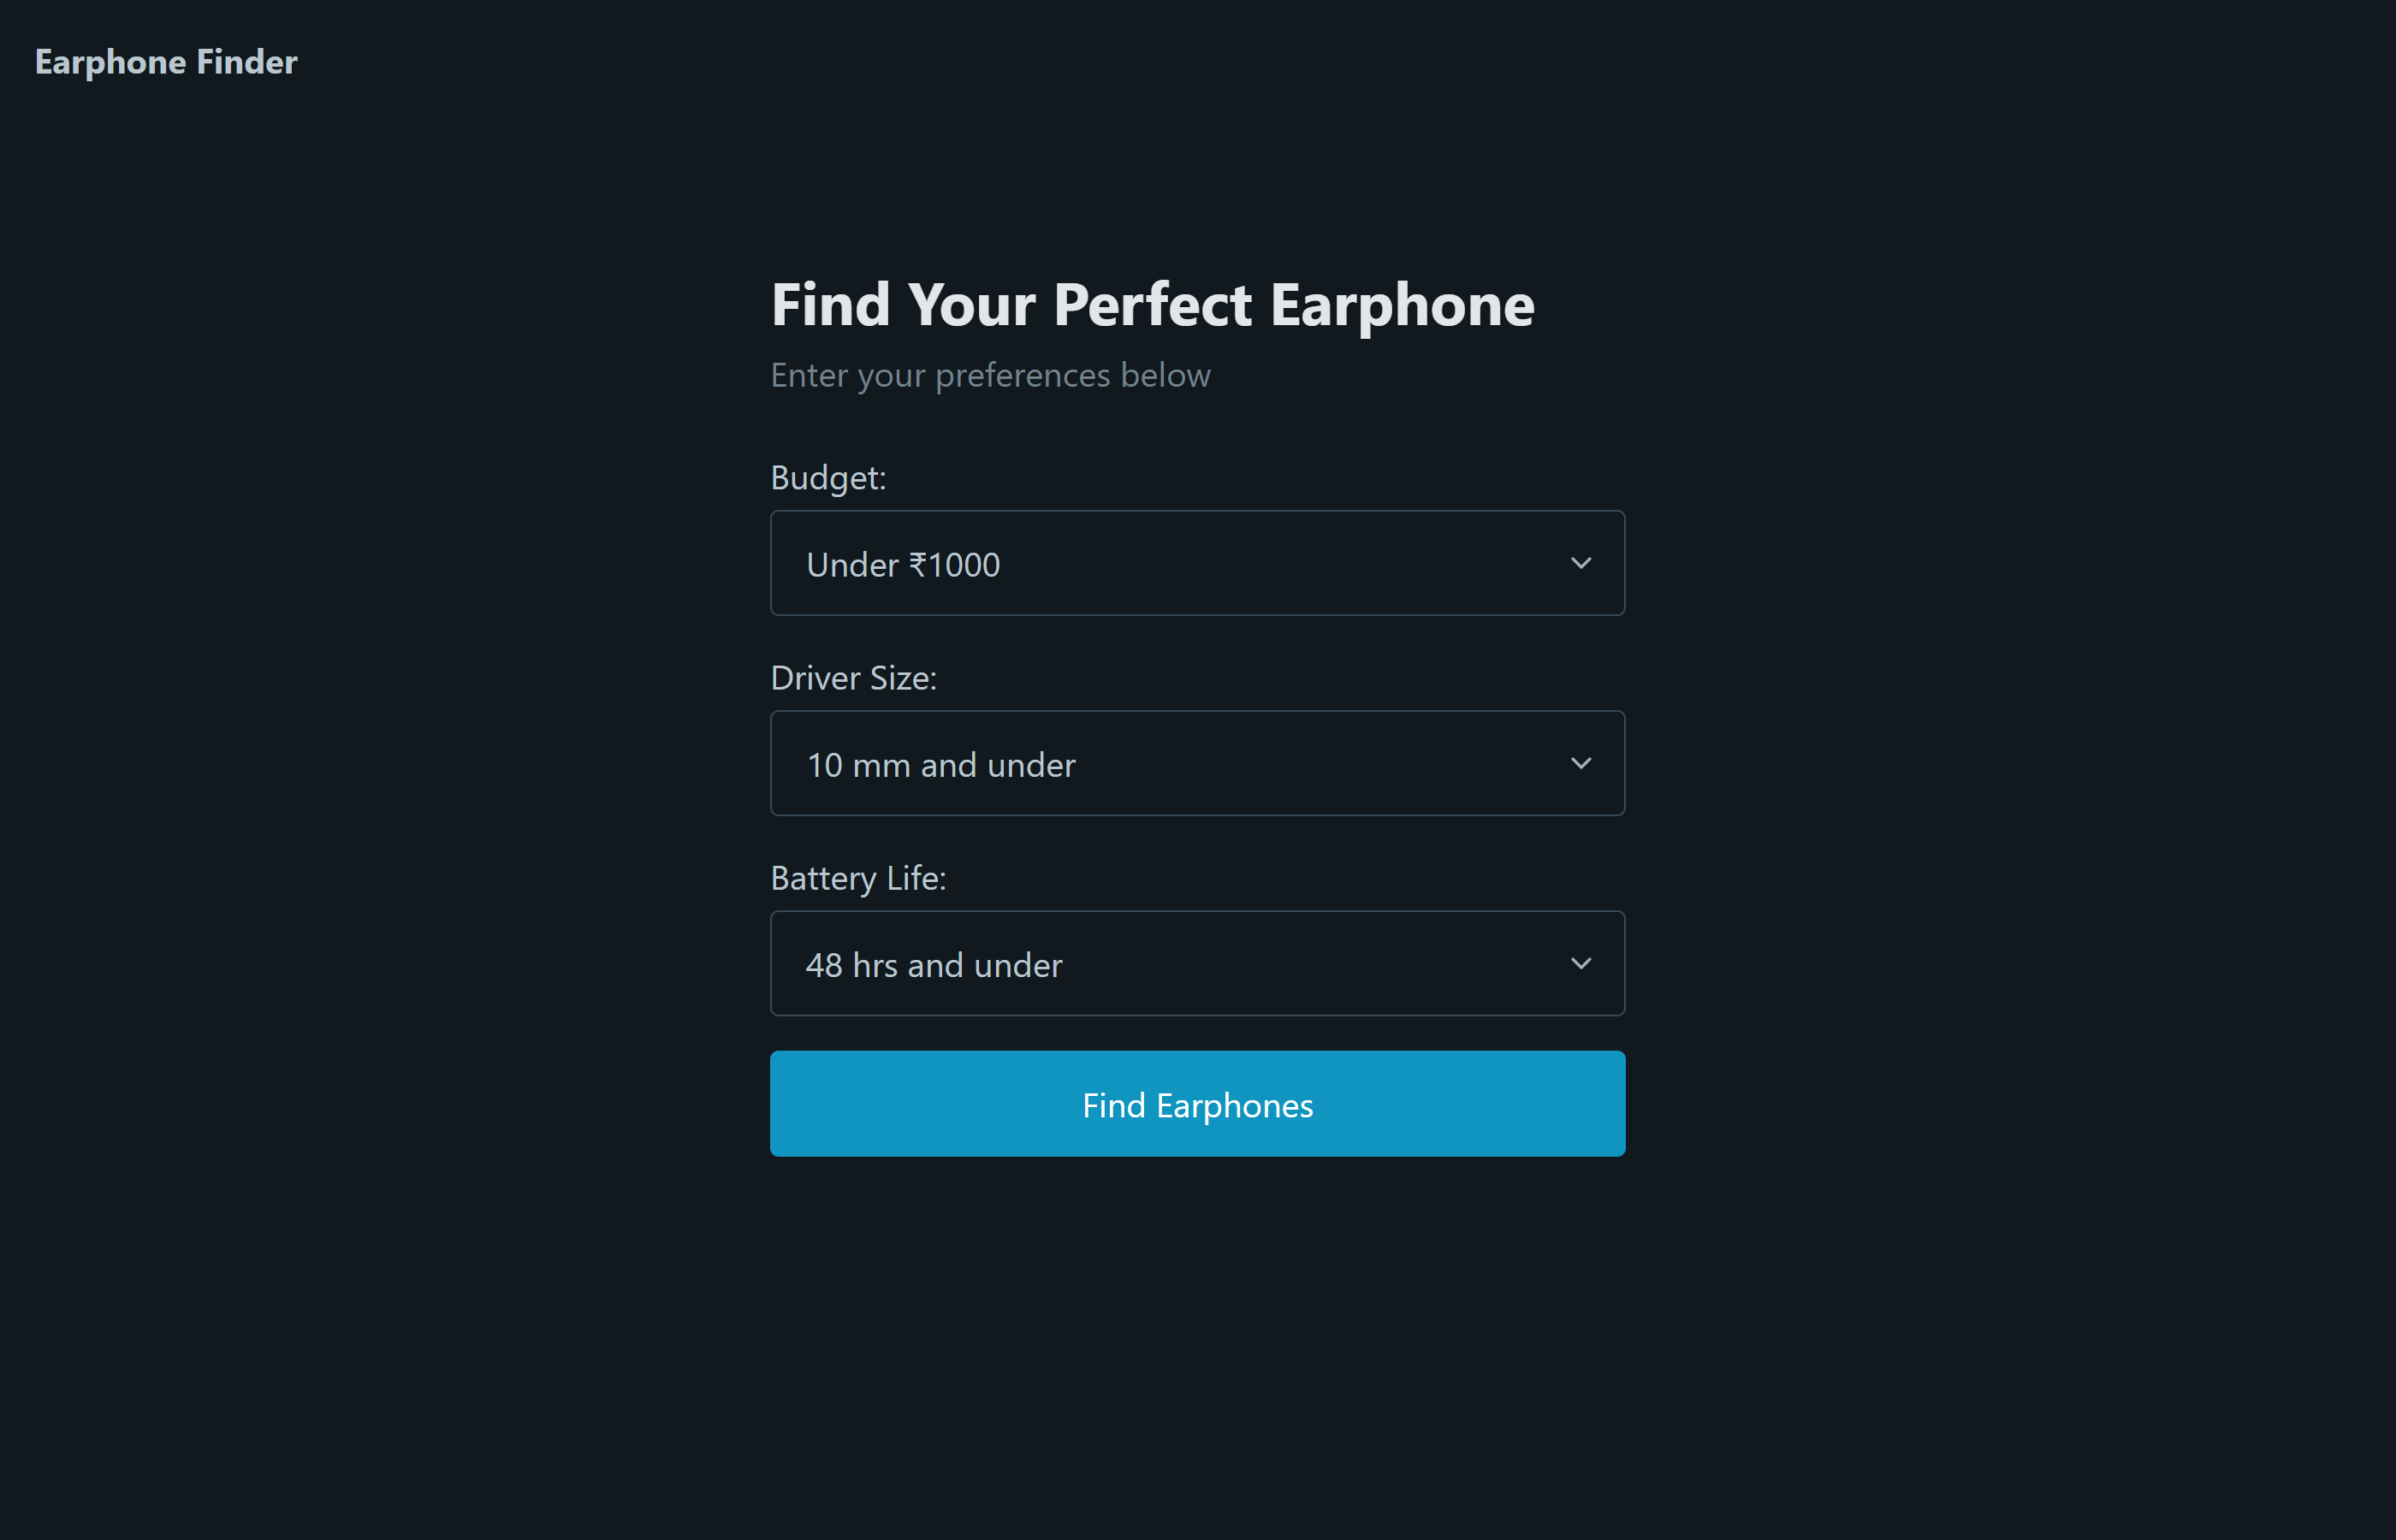 Earphone Finder
Find Your Perfect Earphone
Enter your preferences below
Budget:
Under ₹1000
Driver Size:
10 mm and under
Battery Life:
48 hrs and under
Find Earphones